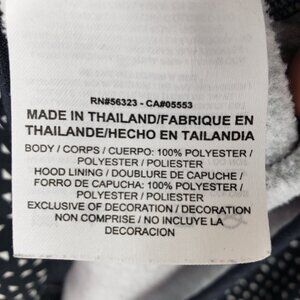 RN#56323 - CA#05553
MADE IN THAILAND/FABRIQUE EN
THAILANDE/HECHO EN TAILANDIA
BODY / CORPS / CUERPO: 100% POLYESTER /
POLYESTER / POLIESTER
HOOD LINING / DOUBLURE DE CAPUCHE /
FORRO DE CAPUCHA: 100% POLYESTER /
POLYESTER / POLIESTER
EXCLUSIVE OF DECORATION / DECORATION
NON COMPRISE / NO INCLUYE LA
DECORACION